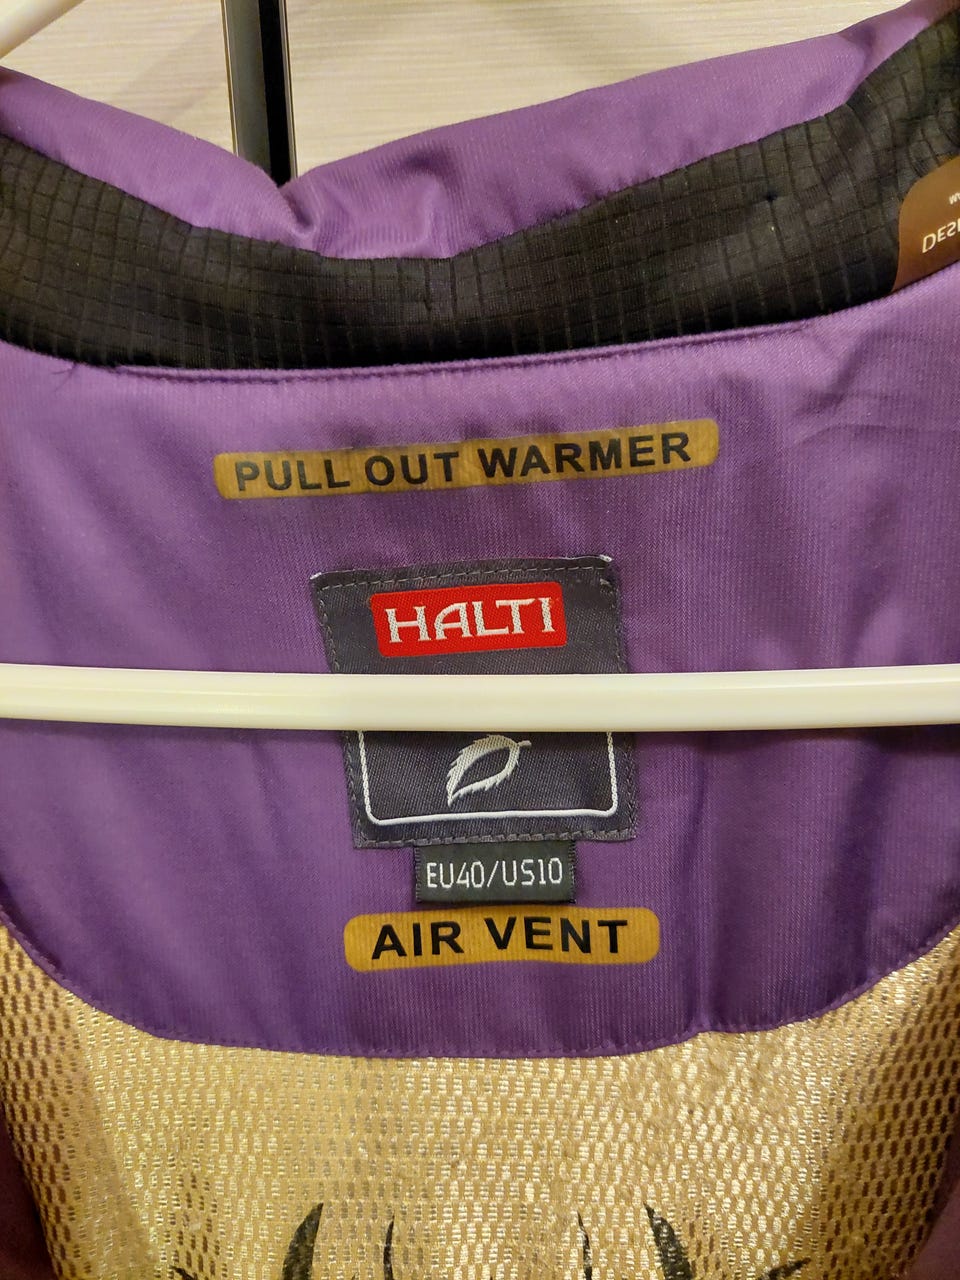 PULL OUT WARMER
HALTI
EU40/US10
AIR VENT